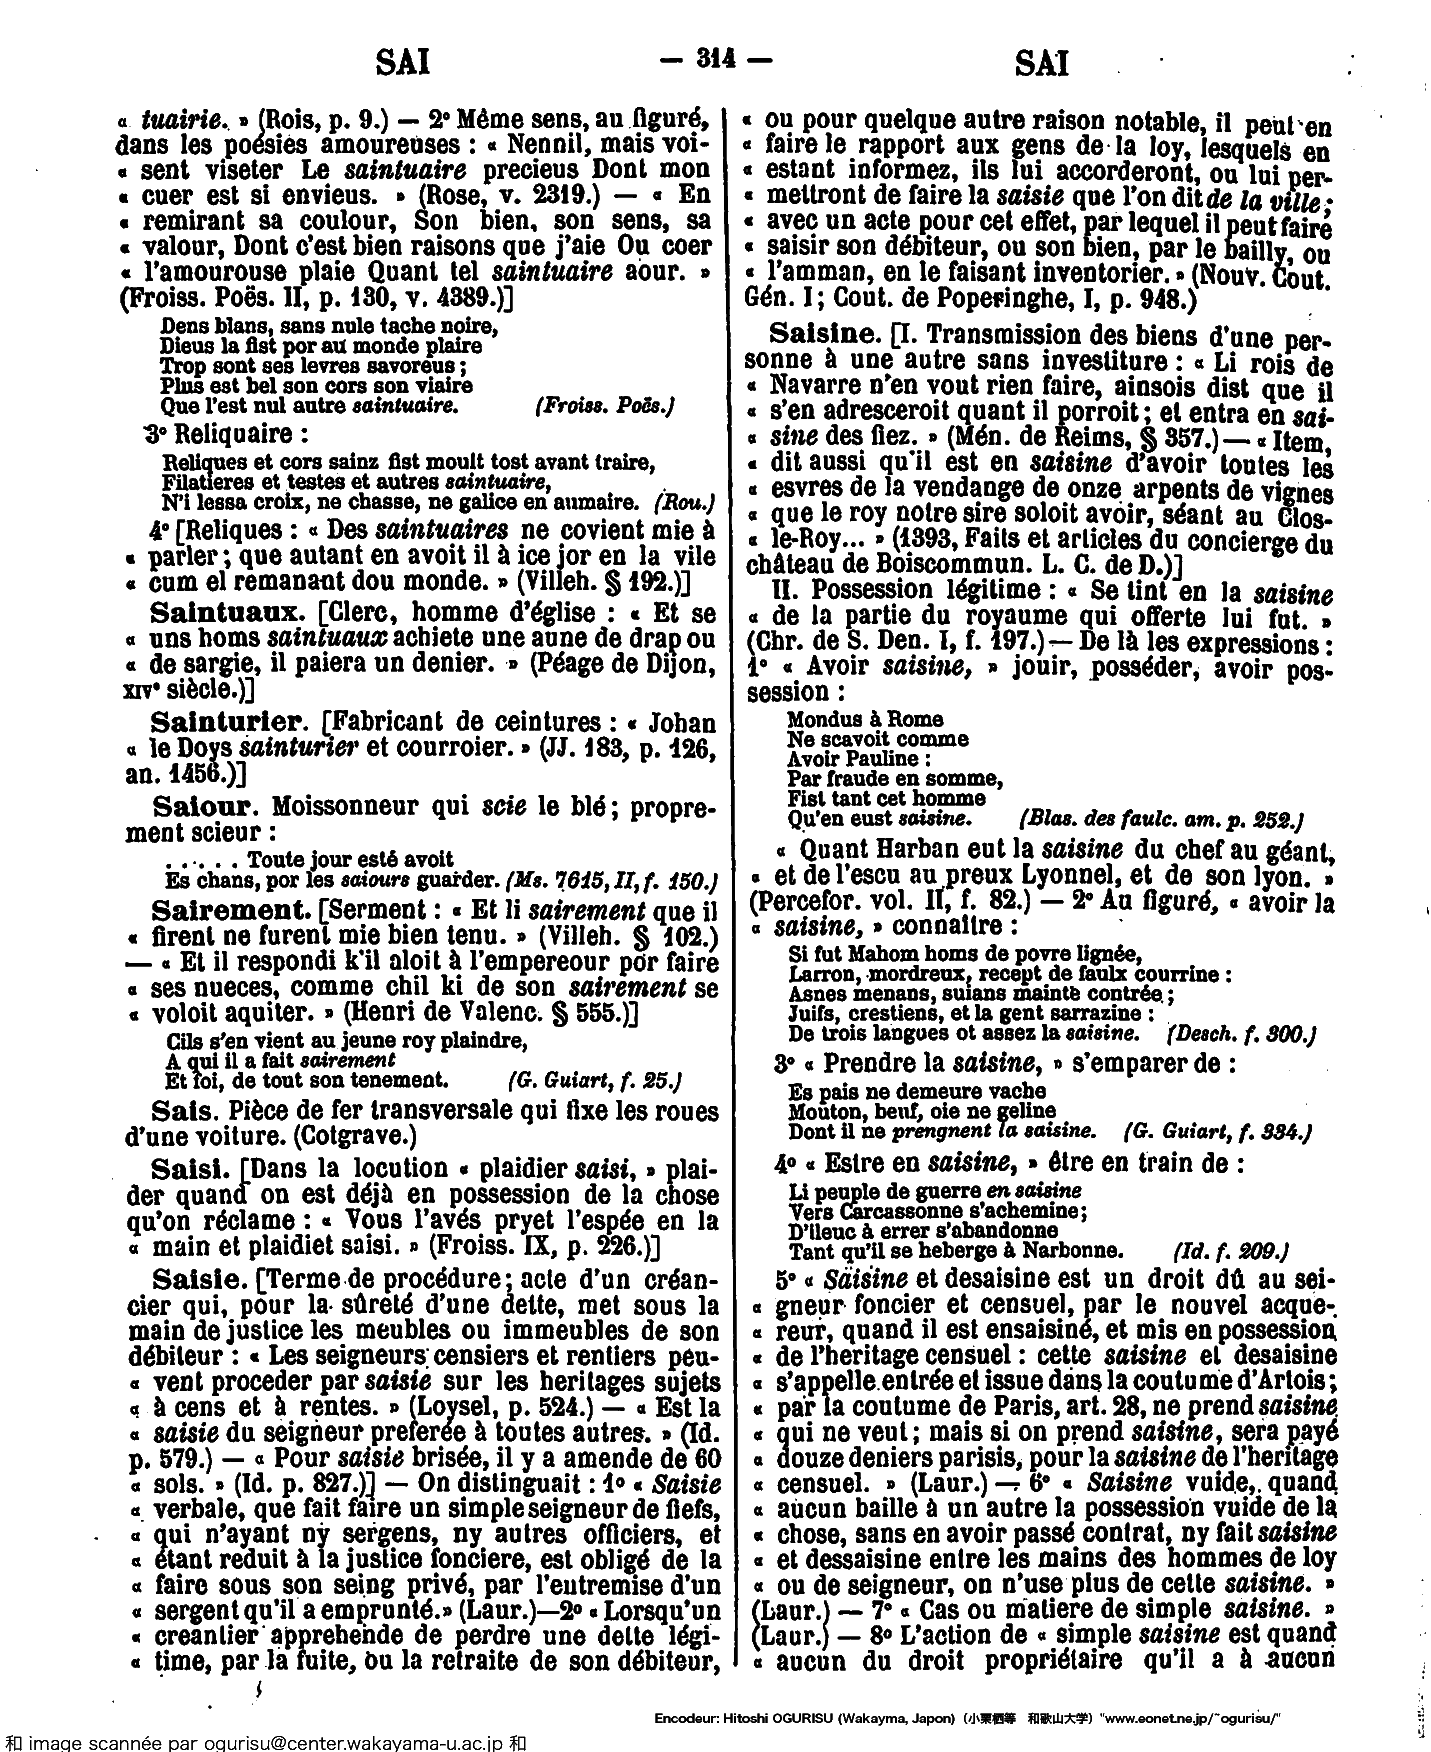 SAI
— 314 —
SAI
« tuairie. » (Rois, p. 9.) — 2° Même sens, au figuré,
dans les poésies amoureuses : « Nennil, mais voi-
« sent viseter Le saintuaire precieus Dont mon
« cuer est si envieus. » (Rose, v. 2319.) — « En
« remirant sa coulour, Son bien, son sens, sa
« valour, Dont c'est bien raisons que j'aie Ou coer
« l'amourouse plaie Quant tel saintuaire aour. »
(Froiss. Poës. II, p. 130, v. 4389.)]
Dens blans, sans nule tache noire,
Dieus la fist por au monde plaire
Trop sont ses levres savoreus ;
Plus est bel son cors son viaire
Que l'est nul autre saintuaire. (Froiss. Poës.)
3° Reliquaire :
Reliques et cors sainz fist moult tost avant traire,
Filatieres et testes et autres saintuaire,
N'i lessa croix, ne chasse, ne galice en aumaire. (Rou.)
4° [Reliques : « Des saintuaires ne covient mie à
« parler ; que autant en avoit il à ice jor en la vile
« cum el remanant dou monde. » (Villeh. § 192.)]
Saintuaux. [Clerc, homme d'église : « Et se
« uns homs saintuaux achiete une aune de drap ou
« de sargie, il paiera un denier. » (Péage de Dijon,
XIVe siècle.)]
Sainturier. [Fabricant de ceintures : « Johan
« le Doys sainturier et courroier. » (JJ. 183, p. 126,
an. 1456.)]
Saiour. Moissonneur qui scie le blé ; propre-
ment scieur :
. . . . . . Toute jour esté avoit
Es chans, por les saiours guarder. (Ms. 7615, II, f. 150.)
Sairement. [Serment : « Et li sairement que il
« firent ne furent mie bien tenu. » (Villeh. § 102.)
— « Et il respondi k'il aloit à l'empereour por faire
« ses nueces, comme chil ki de son sairement se
« voloit aquiter. » (Henri de Valenc. § 555.)]
Cils s'en vient au jeune roy plaindre,
A qui il a fait sairement
Et foi, de tout son tenement. (G. Guiart, f. 25.)
Sais. Pièce de fer transversale qui fixe les roues
d'une voiture. (Cotgrave.)
Saisi. [Dans la locution « plaidier saisi, » plai-
der quand on est déjà en possession de la chose
qu'on réclame : « Vous l'avés pryet l'espée en la
« main et plaidiet saisi. » (Froiss. IX, p. 226.)]
Saisie. [Terme de procédure ; acte d'un créan-
cier qui, pour la sûreté d'une dette, met sous la
main de justice les meubles ou immeubles de son
débiteur : « Les seigneurs censiers et rentiers peu-
« vent proceder par saisie sur les heritages sujets
« à cens et à rentes. » (Loysel, p. 524.) — « Est la
« saisie du seigneur preferée à toutes autres. » (Id.
p. 579.) — « Pour saisie brisée, il y a amende de 60
« sols. » (Id. p. 827.)] — On distinguait : 1° « Saisie
« verbale, que fait faire un simple seigneur de fiefs,
« qui n'ayant ny sergens, ny autres officiers, et
« étant reduit à la justice fonciere, est obligé de la
« faire sous son seing privé, par l'entremise d'un
« sergent qu'il a emprunté. » (Laur.) — 2° « Lorsqu'un
« creantier apprehende de perdre une dette légi-
« time, par la fuite, ou la retraite de son débiteur,
« ou pour quelque autre raison notable, il peut en
« faire le rapport aux gens de la loy, lesquels en
« estant informez, ils lui accorderont, ou lui per-
« mettront de faire la saisie que l'on dit de la ville ;
« avec un acte pour cet effet, par lequel il peut faire
« saisir son débiteur, ou son bien, par le bailly, ou
« l'amman, en le faisant inventorier. » (Nouv. Cout.
Gén. I ; Cout. de Poperinghe, I, p. 948.)
Saisine. [I. Transmission des biens d'une per-
sonne à une autre sans investiture : « Li rois de
« Navarre n'en vout rien faire, ainsois dist que il
« s'en adresceroit quant il porroit ; et entra en sai-
« sine des fiez. » (Mén. de Reims, § 357.) — « Item,
« dit aussi qu'il est en saisine d'avoir toutes les
« esvres de la vendange de onze arpents de vignes
« que le roy notre sire soloit avoir, séant au Clos-
« le-Roy... » (1393, Faits et articles du concierge du
château de Boiscommun. L. C. de D.)]
II. Possession légitime : « Se tint en la saisine
« de la partie du royaume qui offerte lui fut. »
(Chr. de S. Den. I, f. 197.) — De là les expressions :
1° « Avoir saisine, » jouir, posséder, avoir pos-
session :
Mondus à Rome
Ne scavoit comme
Avoir Pauline :
Par fraude en somme,
Fist tant cet homme
Qu'en eust saisine. (Blas. des faulc. am. p. 252.)
« Quant Harban eut la saisine du chef au géant,
« et de l'escu au preux Lyonnel, et de son lyon. »
(Percefor. vol. II, f. 82.) — 2° Au figuré, « avoir la
« saisine, » connaître :
Si fut Mahom homs de povre lignée,
Larron, mordreux, recept de faulx courrine :
Asnes menans, suians mainte contrée ;
Juifs, crestiens, et la gent sarrazine :
De trois langues ot assez la saisine. (Desch. f. 300.)
3° « Prendre la saisine, » s'emparer de :
Es pais ne demeure vache
Mouton, beuf, oie ne geline
Dont il ne prengnent la saisine. (G. Guiart, f. 334.)
4° « Estre en saisine, » être en train de :
Li peuple de guerre en saisine
Vers Carcassonne s'achemine ;
D'ileuc à errer s'abandonne
Tant qu'il se heberge à Narbonne. (Id. f. 209.)
5° « Saisine et desaisine est un droit dû au sei-
« gneur foncier et censuel, par le nouvel acque-
« reur, quand il est ensaisiné, et mis en possession
« de l'heritage censuel : cette saisine et desaisine
« s'appelle entrée et issue dans la coutume d'Artois ;
« par la coutume de Paris, art. 28, ne prend saisine
« qui ne veut ; mais si on prend saisine, sera payé
« douze deniers parisis, pour la saisine de l'heritage
« censuel. » (Laur.) — 6° « Saisine vuide, quand
« aucun baille à un autre la possession vuide de la
« chose, sans en avoir passé contrat, ny fait saisine
« et dessaisine entre les mains des hommes de loy
« ou de seigneur, on n'use plus de cette saisine. »
(Laur.) — 7° « Cas ou matiere de simple saisine. »
(Laur.) — 8° L'action de « simple saisine est quand
« aucun du droit propriétaire qu'il a à aucun
Encodeur: Hitoshi OGURISU (Wakayma, Japon) (小栗栖等 和歌山大学) "www.eonet.ne.jp/~ogurisu/"
和 image scannée par ogurisu@center.wakayama-u.ac.jp 和